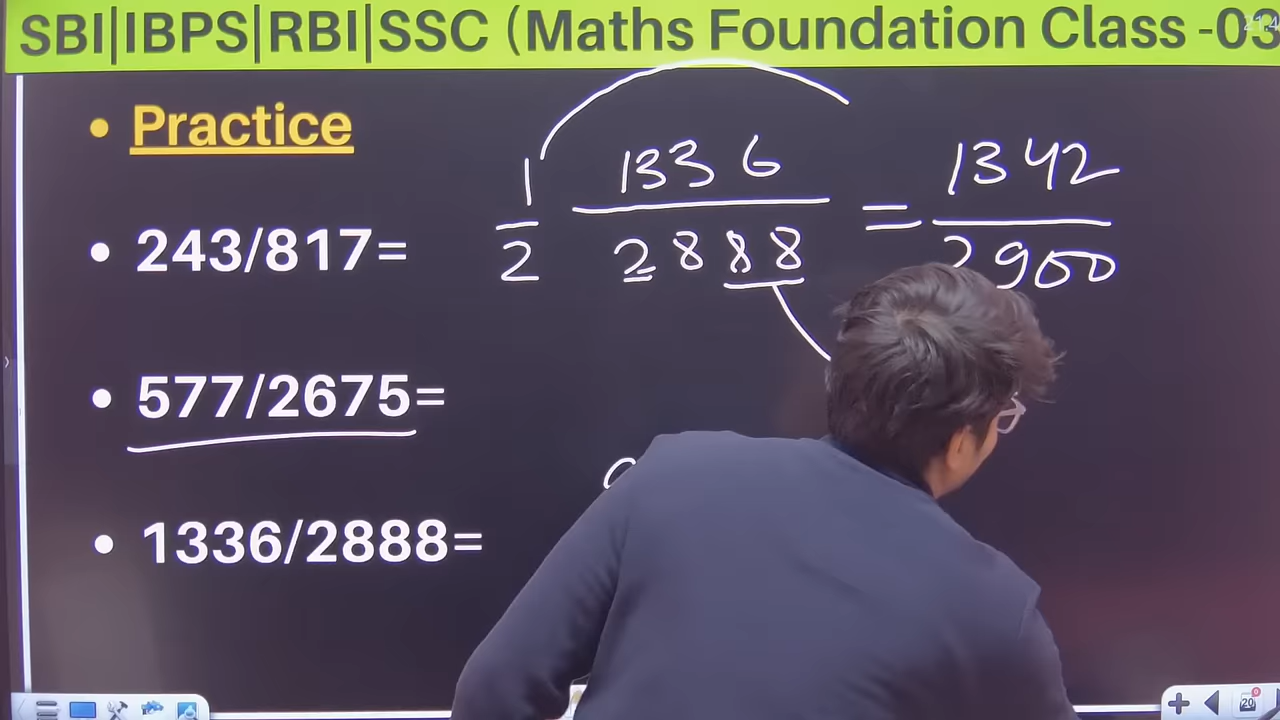 SBI|IBPS|RBI|SSC (Maths Foundation Class -03
• Practice
• 243/817=
• 577/2675=
• 1336/2888=
1 1336 = 1342
2 2888 2900
20